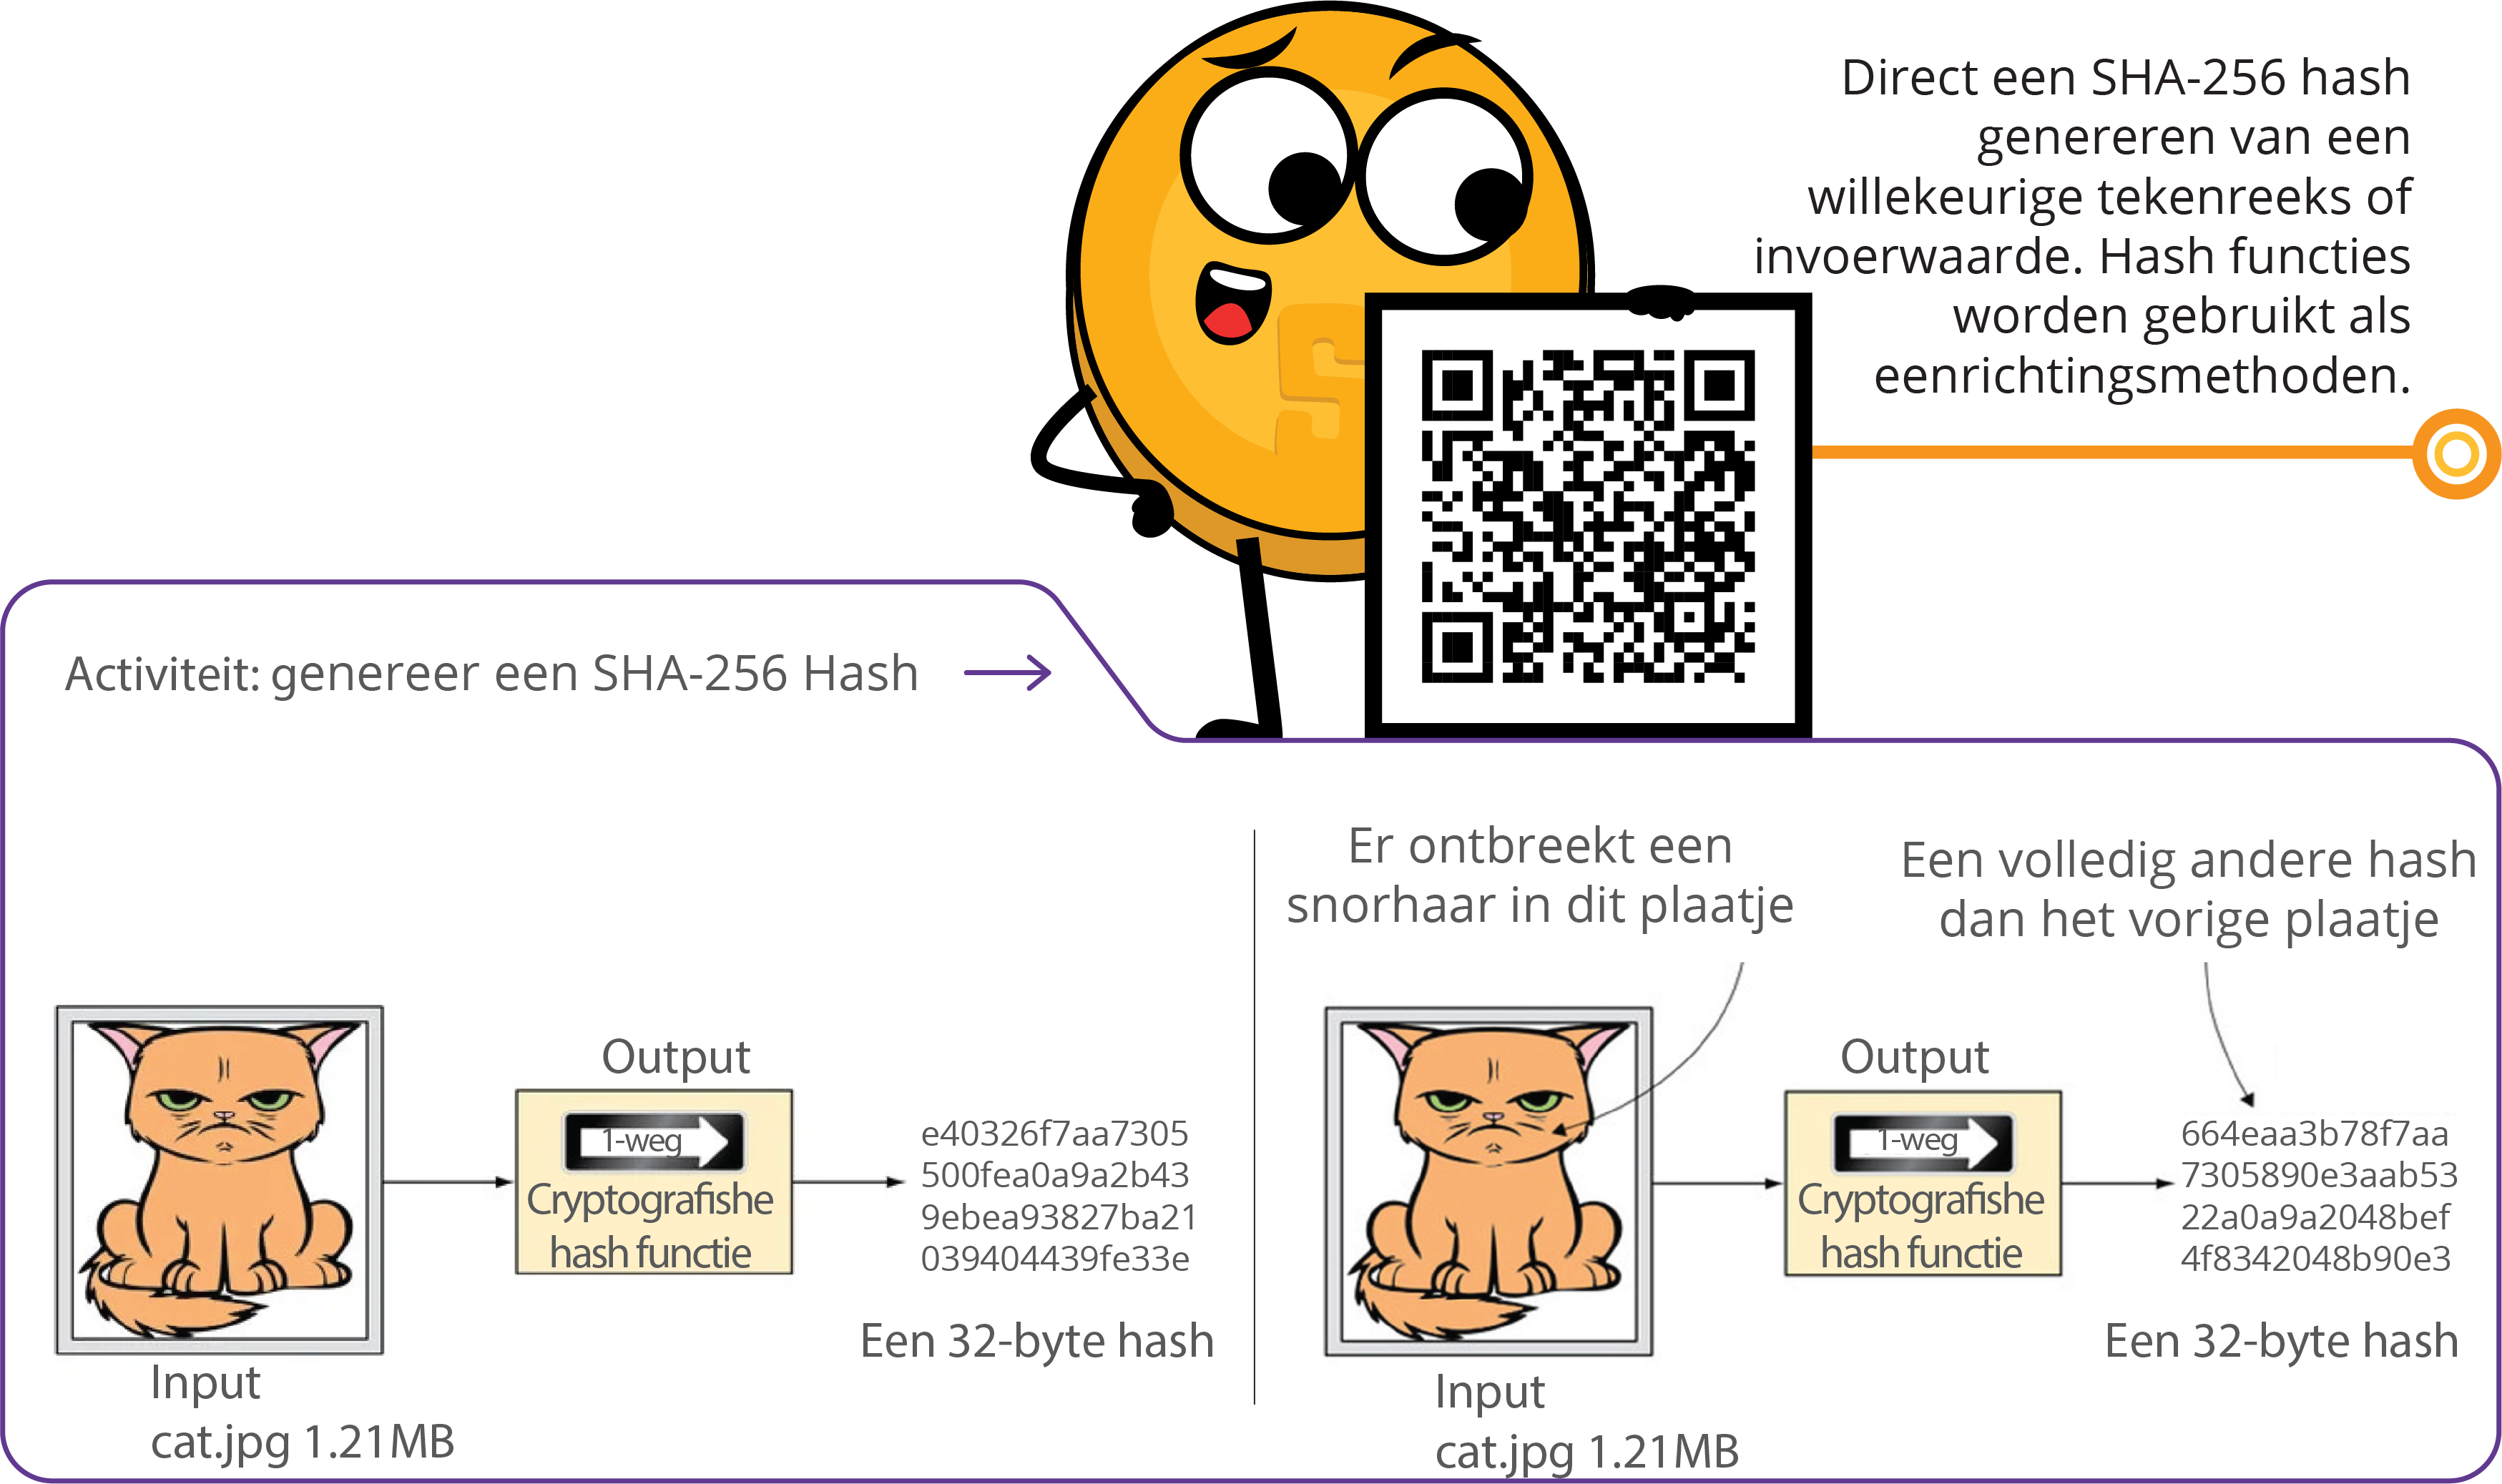 Direct een SHA-256 hash
genereren van een
willekeurige tekenreeks of
invoerwaarde. Hash functies
worden gebruikt als
eenrichtingsmethoden.
Activiteit: genereer een SHA-256 Hash
Output
1-weg
Cryptografishe
hash functie
e40326f7aa7305
500fea0a9a2b43
9ebea93827ba21
039404439fe33e
Een 32-byte hash
Input
cat.jpg 1.21MB
Er ontbreekt een
snorhaar in dit plaatje
Een volledig andere hash
dan het vorige plaatje
Output
1-weg
Cryptografishe
hash functie
664eaa3b78f7aa
7305890e3aab53
22a0a9a2048bef
4f8342048b90e3
Een 32-byte hash
Input
cat.jpg 1.21MB